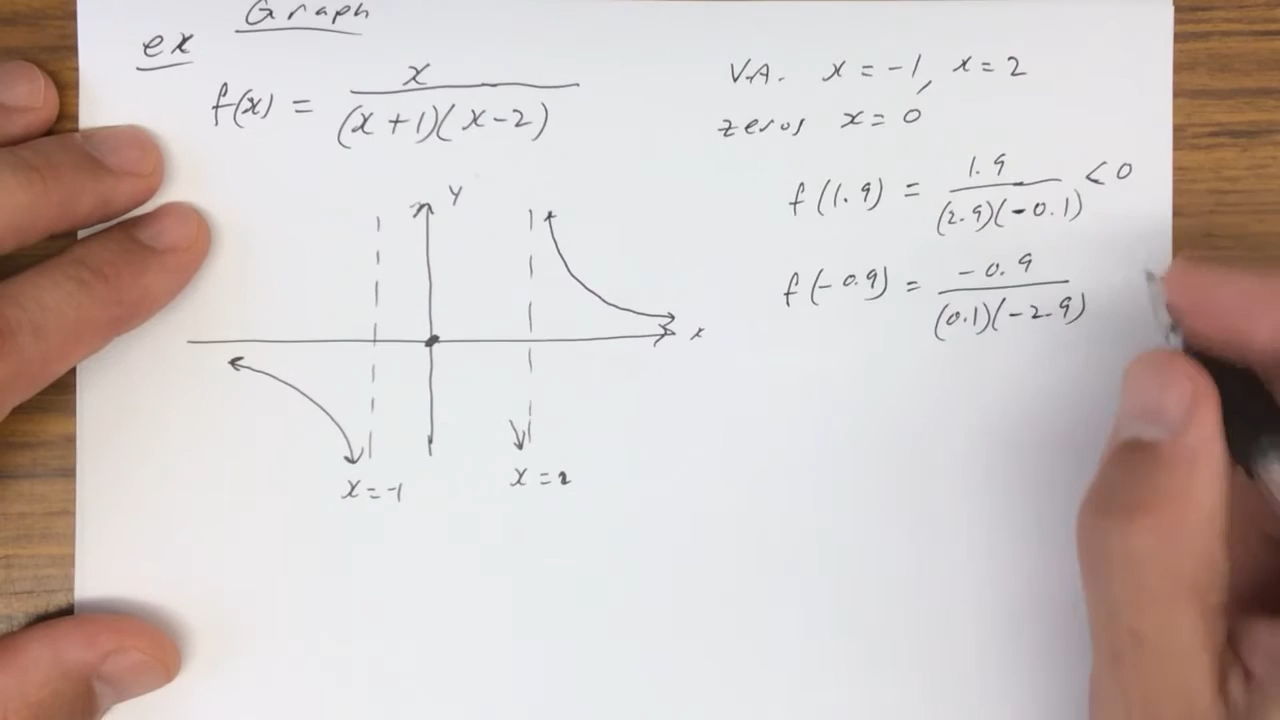 Graph
ex
f(x) = x / (x+1)(x-2)
V.A. x = -1, x = 2
zeros x = 0
f(1.9) = 1.9 / (2.9)(-0.1) < 0
f(-0.9) = -0.9 / (0.1)(-2.9)
y
x
x = -1
x = 2